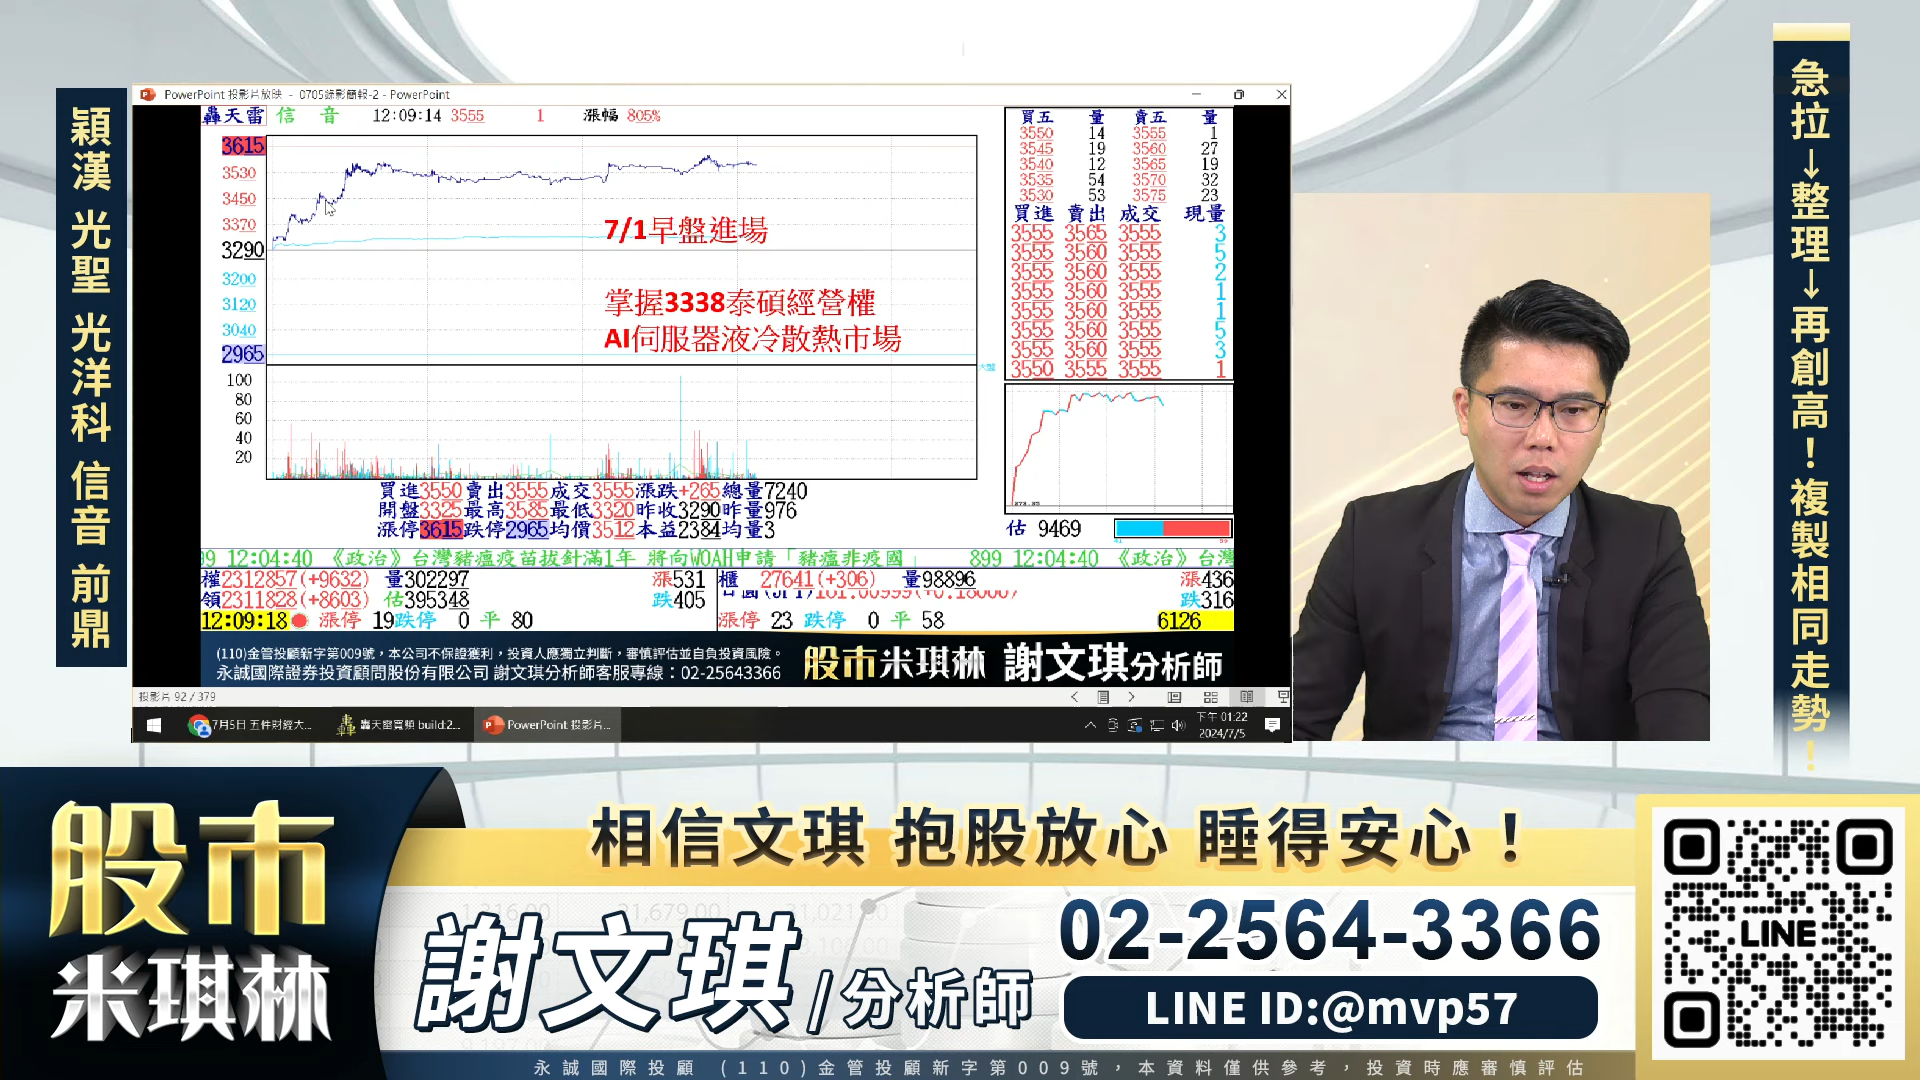 穎漢 光聖 光洋科 信音 前鼎
急拉→整理→再創高！複製相同走勢！
PowerPoint 投影片放映 - 0705錄影簡報-2 - PowerPoint
轟天雷 信 音 12:09:14 3555 1 漲幅 805%
3615
3530
3450
3370
3290
3200
3120
3040
2965
100
80
60
40
20
7/1早盤進場
掌握3338泰碩經營權
AI伺服器液冷散熱市場
大盤
買五 量 賣五 量
3550 14 3555 1
3545 19 3560 27
3540 12 3565 19
3535 54 3570 32
3530 53 3575 23
買進 賣出 成交 現量
3555 3565 3555 3
3555 3560 3555 5
3555 3560 3555 2
3555 3560 3555 1
3555 3560 3555 1
3555 3560 3555 5
3555 3560 3555 3
3550 3555 3555 1
估 9469
買進3550賣出3555成交3555漲跌+265總量7240
開盤3325最高3585最低3320昨收3290昨量976
漲停3615跌停2965均價3512本益2384均量3
99 12:04:40 《政治》台灣豬瘟疫苗拔針滿1年 將向WOAH申請「豬瘟非疫國」 899 12:04:40 《政治》台灣
權2312857(+9632) 量302297 漲531
領2311828(+8603) 估395348 跌405
12:09:18 漲停 19跌停 0 平 80
櫃 27641(+306) 量98896 漲436
跌316
漲停 23 跌停 0 平 58 6126
(110)金管投顧新字第009號，本公司不保證獲利，投資人應獨立判斷，審慎評估並自負投資風險。
永誠國際證券投資顧問股份有限公司 謝文琪分析師客服專線：02-25643366
股市米琪林 謝文琪分析師
投影片 92 / 379
7月5日 五件財經大...
轟天雷寬頻 build:2...
PowerPoint 投影片...
下午 01:22
2024/7/5
股市
米琪林
相信文琪 抱股放心 睡得安心！
謝文琪/分析師
02-2564-3366
LINE ID:@mvp57
LINE
永誠國際投顧 (110)金管投顧新字第009號，本資料僅供參考，投資時應審慎評估